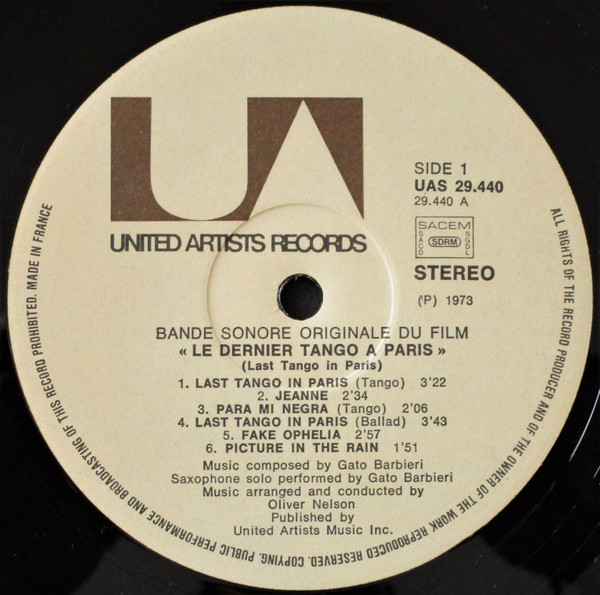 UA
UNITED ARTISTS RECORDS
SIDE 1
UAS 29.440
29.440 A
SACEM
SACD
SDRM
SGDL
STEREO
(P) 1973
BANDE SONORE ORIGINALE DU FILM
« LE DERNIER TANGO A PARIS »
(Last Tango in Paris)
1. LAST TANGO IN PARIS (Tango) 3'22
2. JEANNE 2'34
3. PARA MI NEGRA (Tango) 2'06
4. LAST TANGO IN PARIS (Ballad) 3'43
5. FAKE OPHELIA 2'57
6. PICTURE IN THE RAIN 1'51
Music composed by Gato Barbieri
Saxophone solo performed by Gato Barbieri
Music arranged and conducted by
Oliver Nelson
Published by
United Artists Music Inc.
ALL RIGHTS OF THE RECORD PRODUCER AND OF THE OWNER OF THE WORK REPRODUCED RESERVED. COPYING, PUBLIC PERFORMANCE AND BROADCASTING OF THIS RECORD PROHIBITED. MADE IN FRANCE